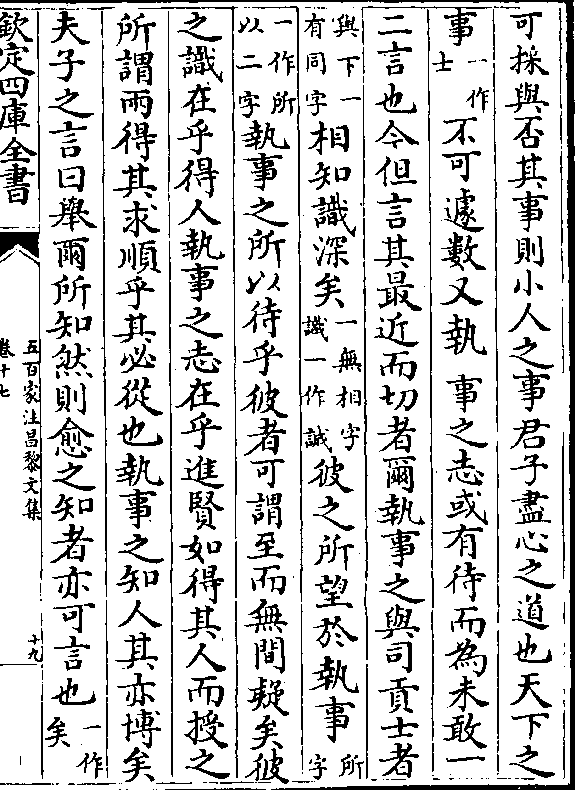 可採與否其事則小人之事君子盡心之道也天下之
事一作士不可遽數又執事之志或有待而為未敢一
二言也今但言其最近而切者爾執事之與司貢士者
與下一有同字相知識深矣一無相字識一作誠彼之所望於執事所字
一作所以二字執事之所以待乎彼者可謂至而無間疑矣彼
之識在乎得人執事之志在乎進賢如得其人而授之
所謂兩得其求順乎其必從也執事之知人其亦博矣
夫子之言曰舉爾所知然則愈之知者亦可言也一作矣
欽定四庫全書
五百家注昌黎文集
卷十七
十九